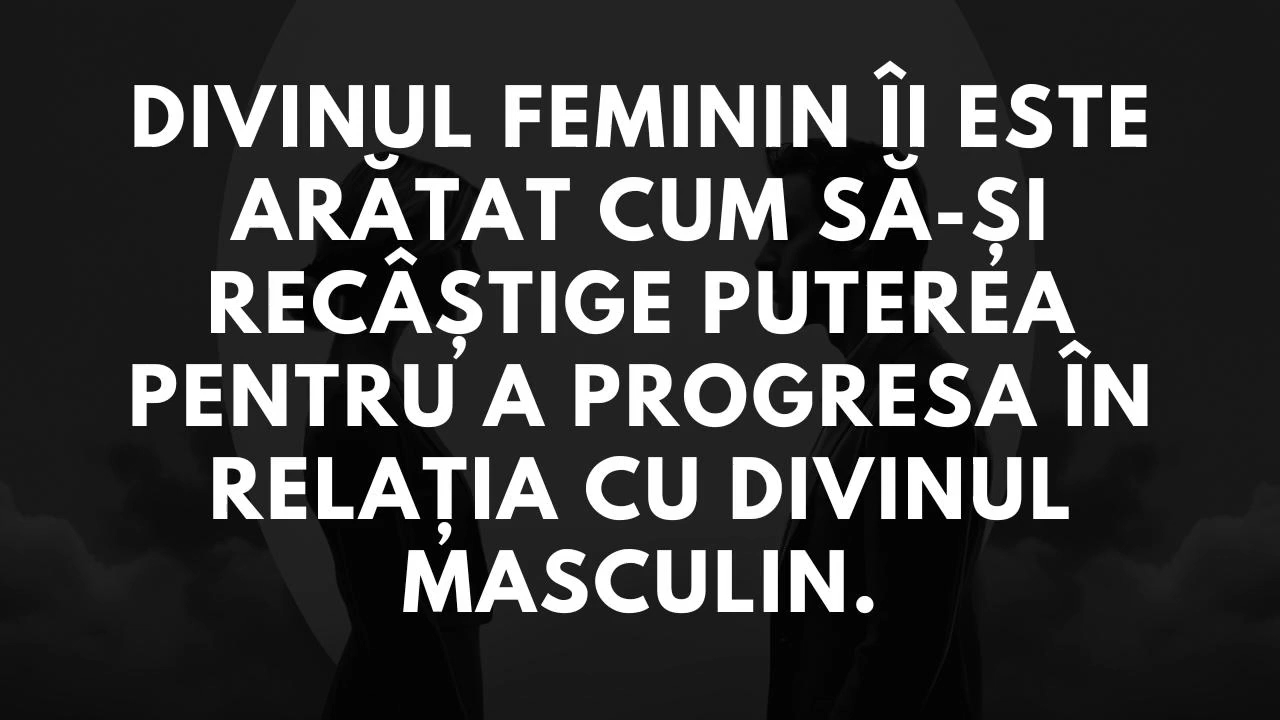 DIVINUL FEMININ ÎI ESTE
ARĂTAT CUM SĂ-ȘI
RECÂȘTIGE PUTEREA
PENTRU A PROGRESA ÎN
RELAȚIA CU DIVINUL
MASCULIN.